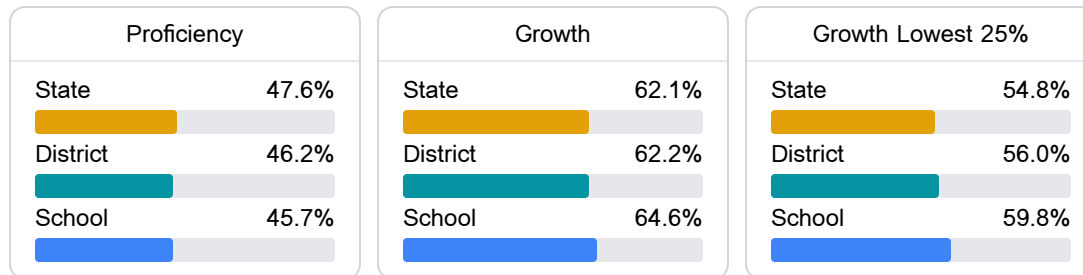 Proficiency
State 47.6%
District 46.2%
School 45.7%
Growth
State 62.1%
District 62.2%
School 64.6%
Growth Lowest 25%
State 54.8%
District 56.0%
School 59.8%